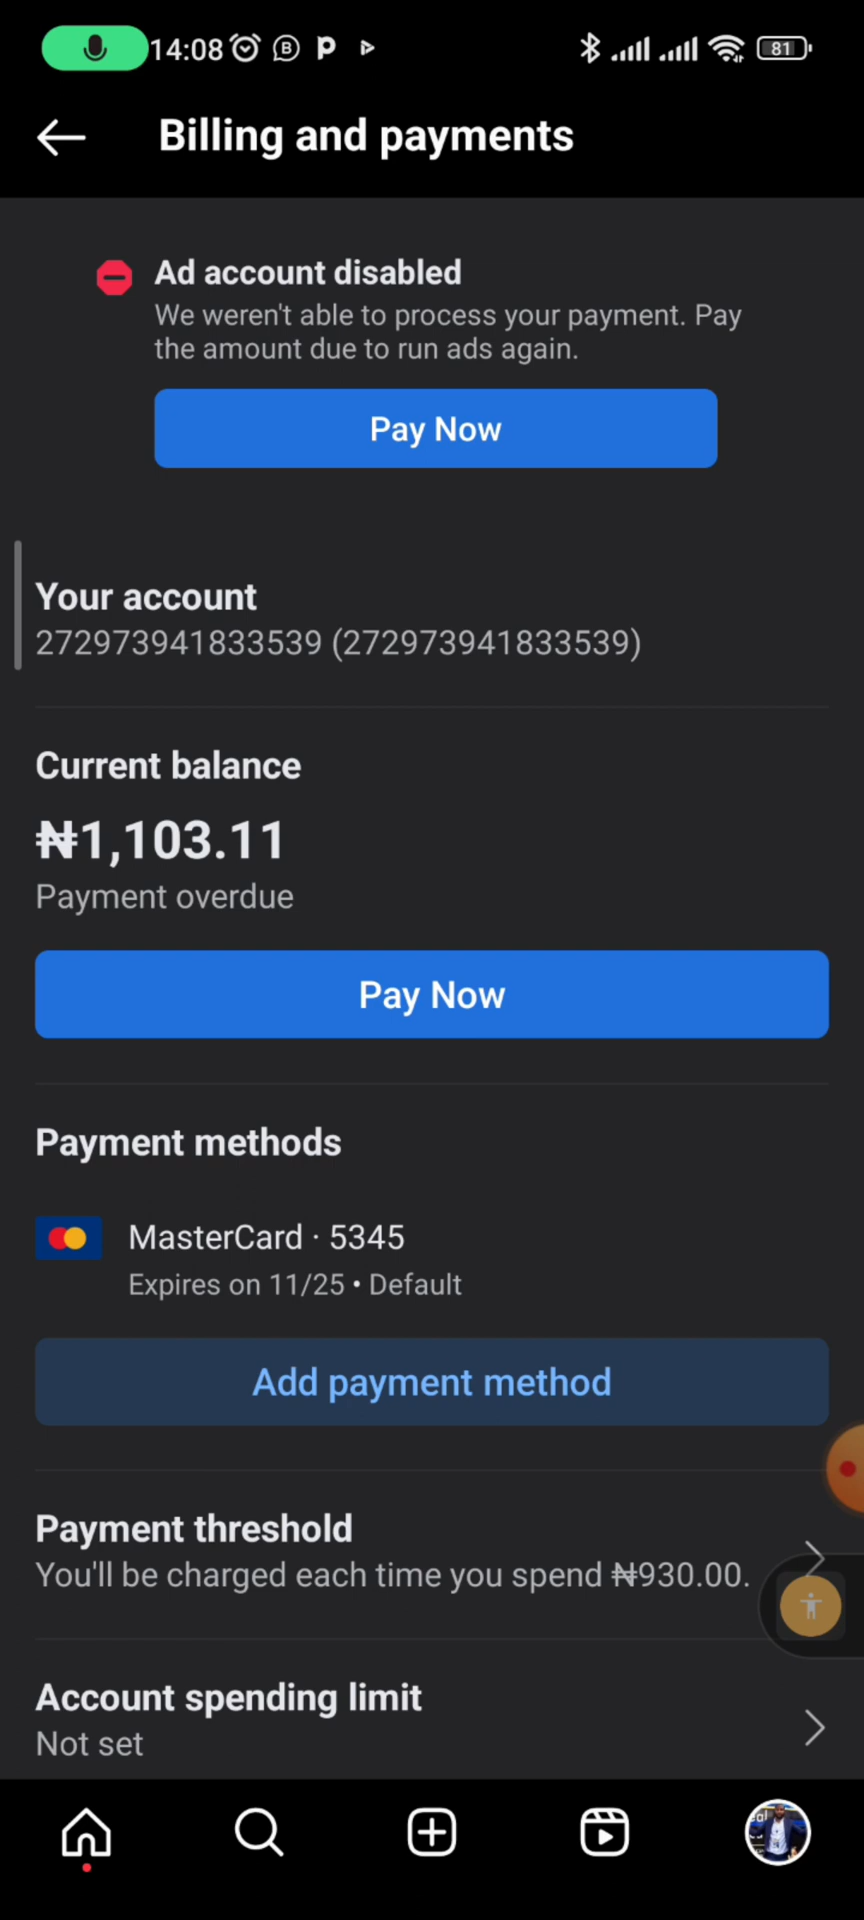 14:08 81
Billing and payments
Ad account disabled
We weren't able to process your payment. Pay
the amount due to run ads again.
Pay Now
Your account
272973941833539 (272973941833539)
Current balance
₦1,103.11
Payment overdue
Pay Now
Payment methods
MasterCard · 5345
Expires on 11/25 • Default
Add payment method
Payment threshold
You'll be charged each time you spend ₦930.00.
Account spending limit
Not set